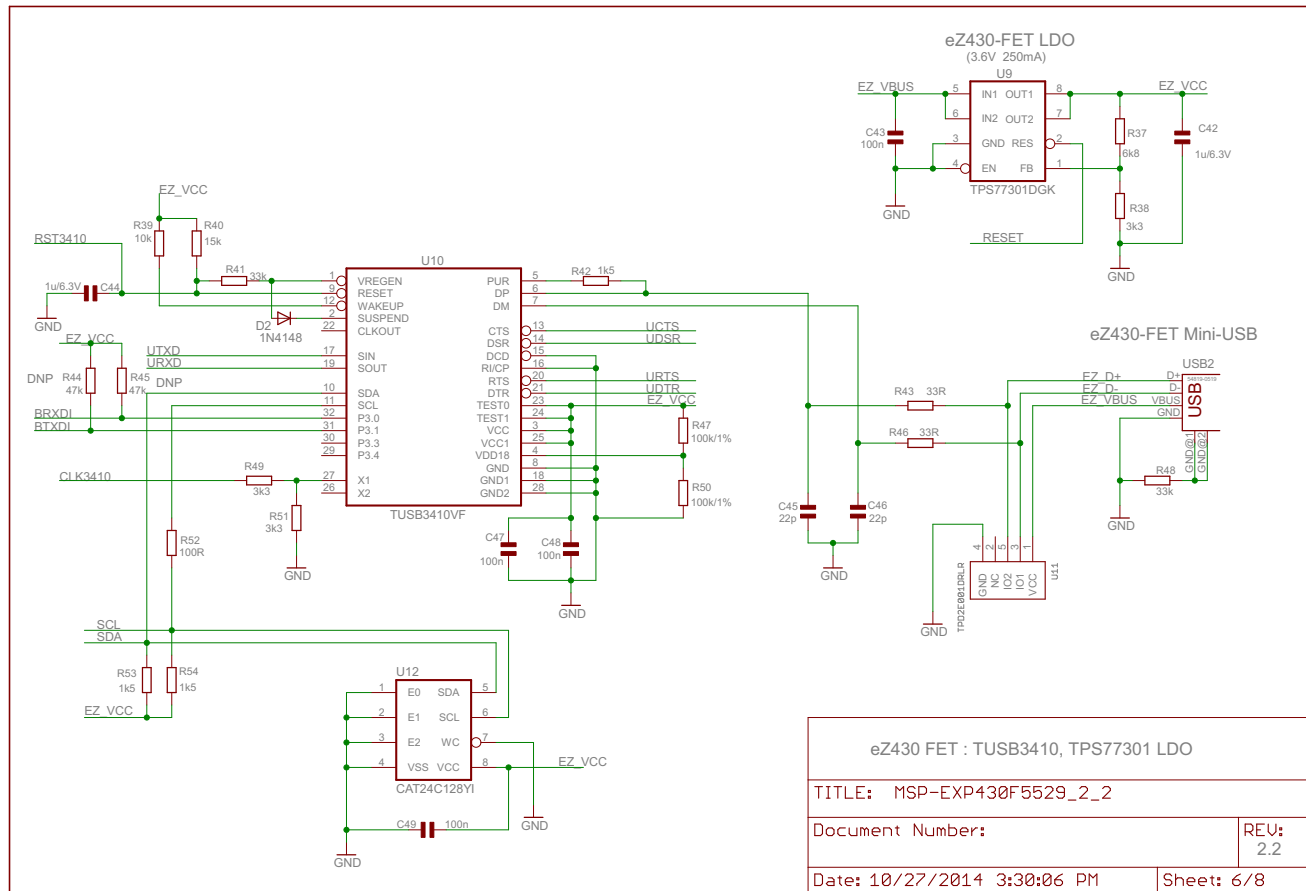 eZ430-FET LDO
(3.6V 250mA)
U9
EZ_VBUS
5 IN1 OUT1 8
EZ_VCC
6 IN2 OUT2 7
3 GND RES 2
4 EN FB 1
TPS77301DGK
C43
100n
R37
6k8
C42
1u/6.3V
R38
3k3
GND
RESET
GND
EZ_VCC
R39
10k
R40
15k
RST3410
R41
33k
1u/6.3V
C44
GND
D2
1N4148
U10
1 VREGEN
9 RESET
12 WAKEUP
2 SUSPEND
22 CLKOUT
17 SIN
19 SOUT
10 SDA
11 SCL
32 P3.0
31 P3.1
30 P3.3
29 P3.4
27 X1
26 X2
PUR 5
DP 6
DM 7
CTS 13
DSR 14
DCD 15
RI/CP 16
RTS 20
DTR 21
TEST0 23
TEST1 24
VCC 3
VCC1 25
VDD18 4
GND 8
GND1 18
GND2 28
TUSB3410VF
R42 1k5
UCTS
UDSR
URTS
UDTR
EZ_VCC
R47
100k/1%
R50
100k/1%
EZ_VCC
UTXD
URXD
DNP
R44
47k
R45
47k
DNP
BRXDI
BTXDI
CLK3410
R49
3k3
R51
3k3
GND
R52
100R
C47
100n
C48
100n
GND
eZ430-FET Mini-USB
USB2
54819-0519
USB
D+
D-
VBUS
GND
GND@1
GND@2
EZ_D+
EZ_D-
EZ_VBUS
R43 33R
R46 33R
R48
33k
GND
C45
22p
C46
22p
GND
4 GND
2 NC
5 IO2
3 IO1
1 VCC
U11
TPD2E001DRLR
GND
SCL
SDA
R53
1k5
R54
1k5
EZ_VCC
U12
1 E0 SDA 5
2 E1 SCL 6
3 E2 WC 7
4 VSS VCC 8
CAT24C128YI
EZ_VCC
C49 100n
GND
GND
eZ430 FET : TUSB3410, TPS77301 LDO
TITLE: MSP-EXP430F5529_2_2
Document Number:
REV:
2.2
Date: 10/27/2014 3:30:06 PM
Sheet: 6/8